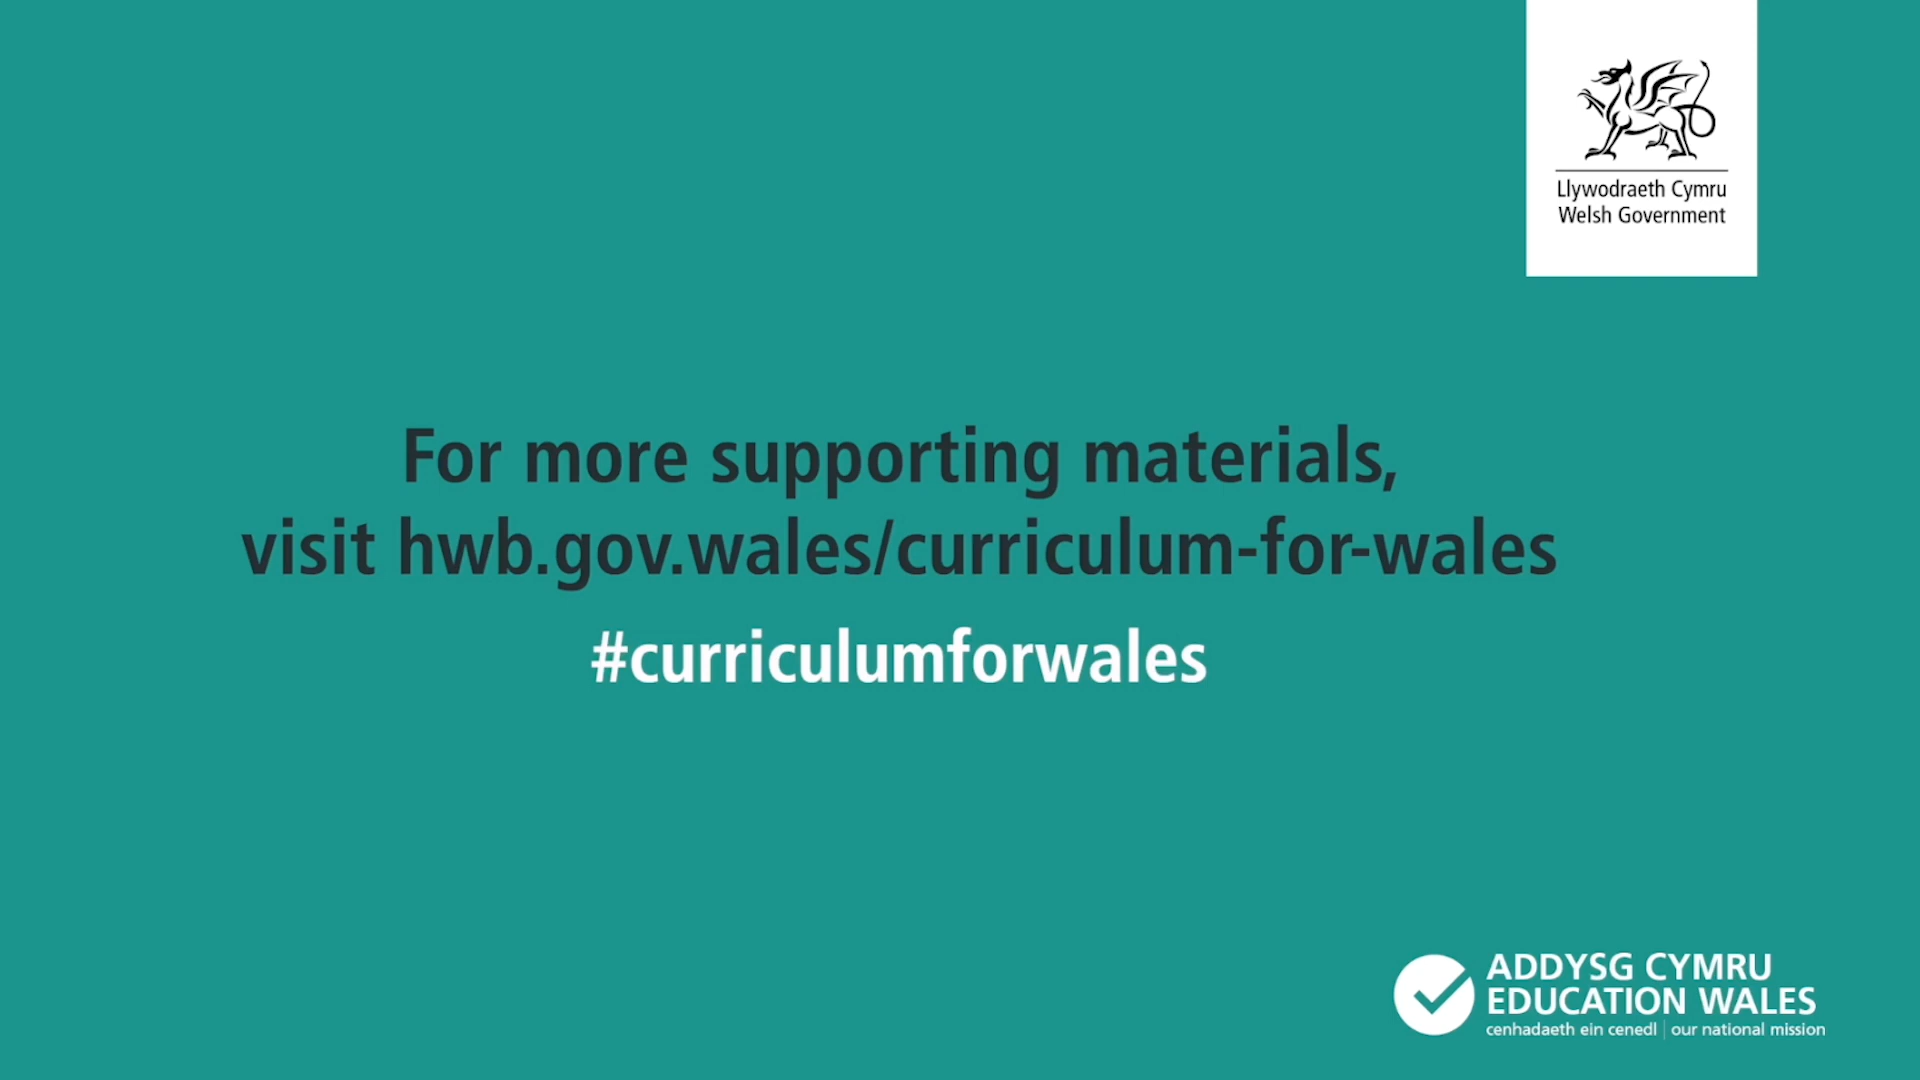 Llywodraeth Cymru
Welsh Government
For more supporting materials,
visit hwb.gov.wales/curriculum-for-wales
#curriculumforwales
ADDYSG CYMRU
EDUCATION WALES
cenhadaeth ein cenedl | our national mission